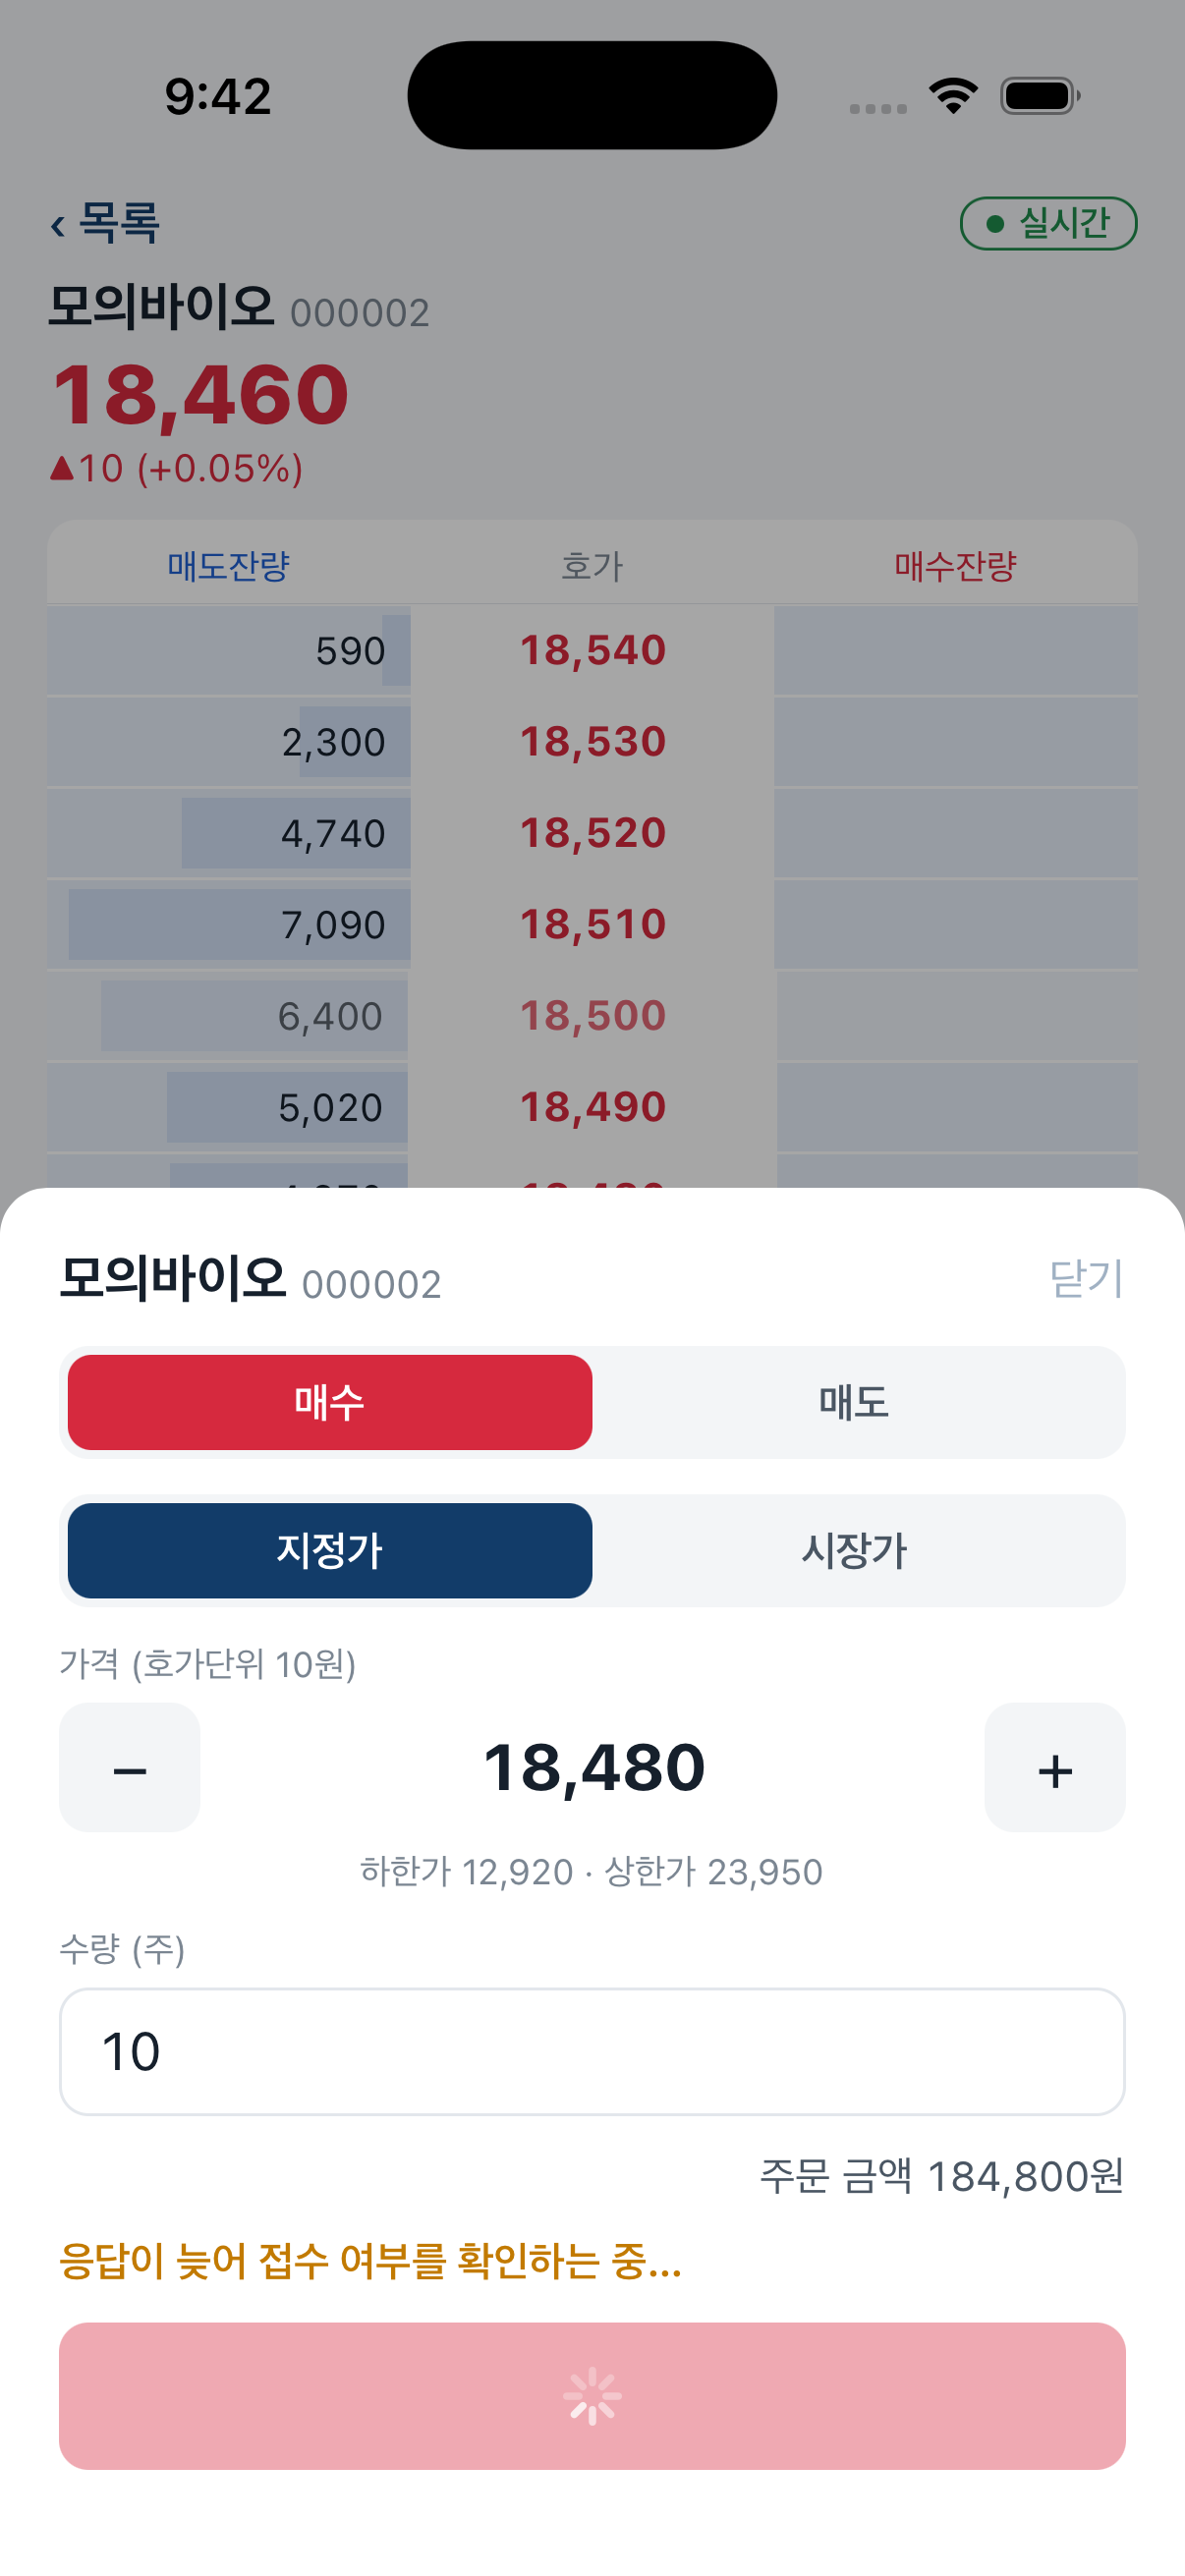 9:42
‹ 목록
실시간
모의바이오 000002
18,460
▲10 (+0.05%)
매도잔량 호가 매수잔량
590 18,540
2,300 18,530
4,740 18,520
7,090 18,510
6,400 18,500
5,020 18,490
모의바이오 000002 닫기
매수 매도
지정가 시장가
가격 (호가단위 10원)
− 18,480 +
하한가 12,920 · 상한가 23,950
수량 (주)
10
주문 금액 184,800원
응답이 늦어 접수 여부를 확인하는 중...